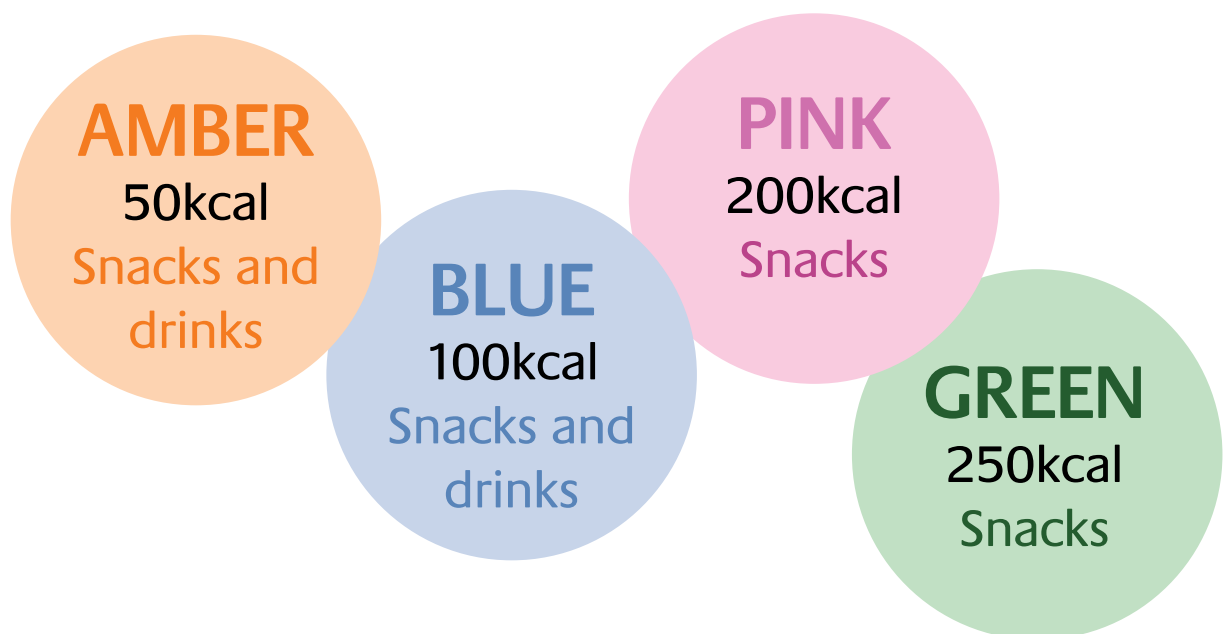 AMBER
50kcal
Snacks and
drinks
BLUE
100kcal
Snacks and
drinks
PINK
200kcal
Snacks
GREEN
250kcal
Snacks